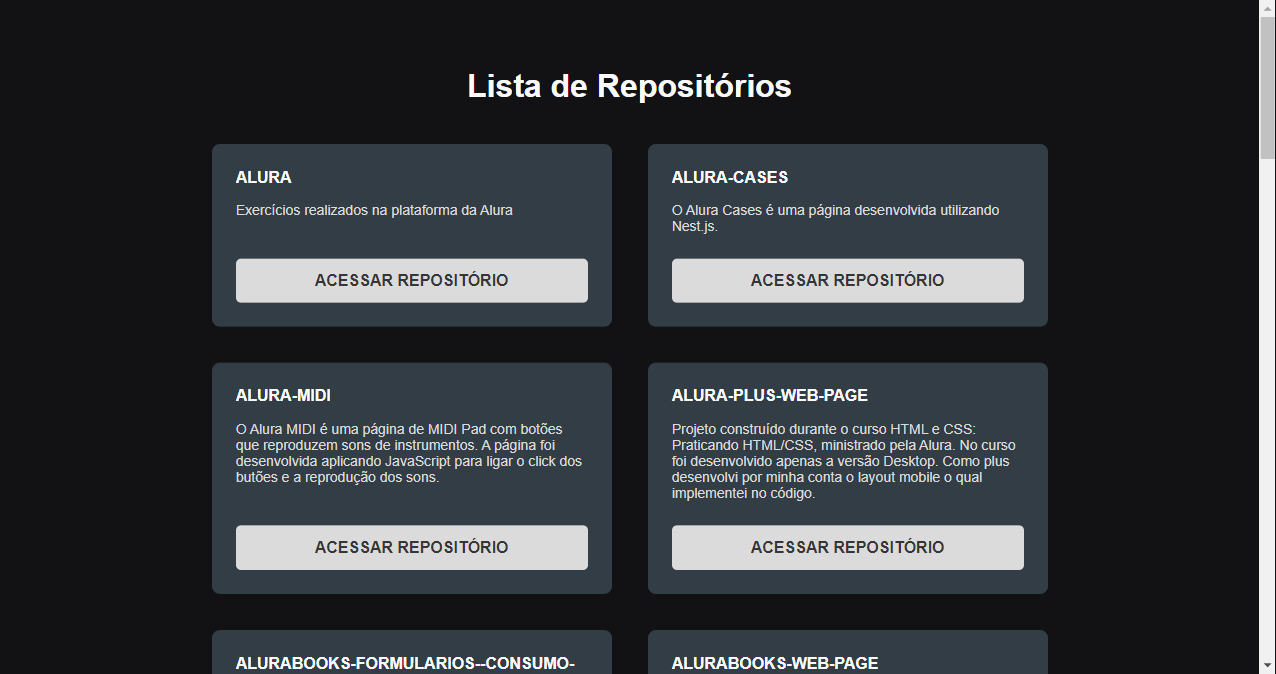 Lista de Repositórios
ALURA
Exercícios realizados na plataforma da Alura
ACESSAR REPOSITÓRIO
ALURA-CASES
O Alura Cases é uma página desenvolvida utilizando
Nest.js.
ACESSAR REPOSITÓRIO
ALURA-MIDI
O Alura MIDI é uma página de MIDI Pad com botões
que reproduzem sons de instrumentos. A página foi
desenvolvida aplicando JavaScript para ligar o click dos
butões e a reprodução dos sons.
ACESSAR REPOSITÓRIO
ALURA-PLUS-WEB-PAGE
Projeto construído durante o curso HTML e CSS:
Praticando HTML/CSS, ministrado pela Alura. No curso
foi desenvolvido apenas a versão Desktop. Como plus
desenvolvi por minha conta o layout mobile o qual
implementei no código.
ACESSAR REPOSITÓRIO
ALURABOOKS-FORMULARIOS--CONSUMO-
ALURABOOKS-WEB-PAGE